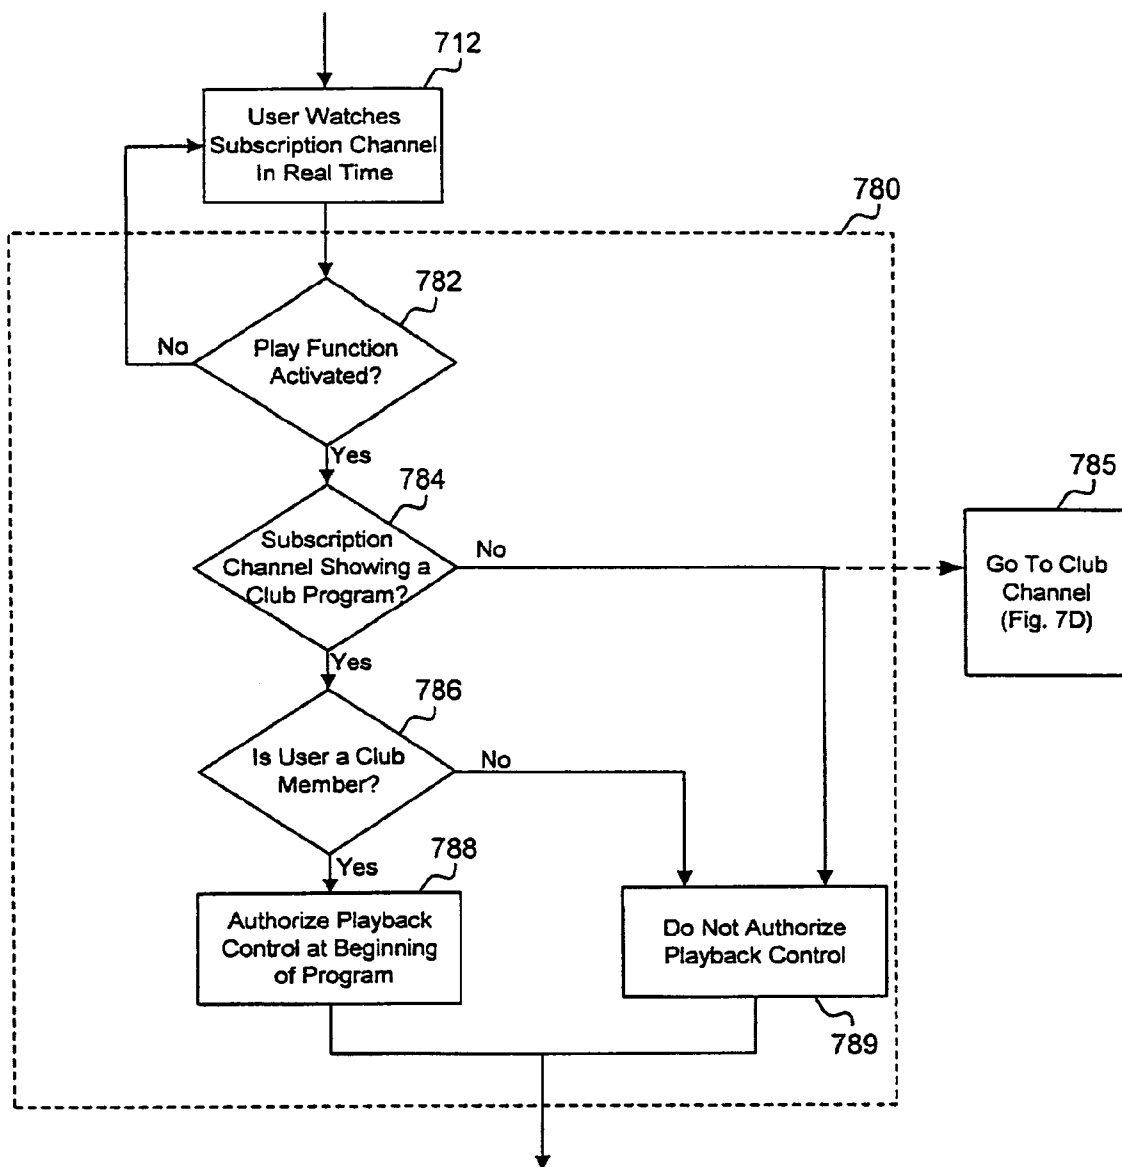 712
User Watches
Subscription Channel
In Real Time
780
782
No
Play Function
Activated?
Yes
784
785
Subscription
Channel Showing a
Club Program?
No
Go To Club
Channel
(Fig. 7D)
Yes
786
Is User a Club
Member?
No
Yes
788
Authorize Playback
Control at Beginning
of Program
Do Not Authorize
Playback Control
789